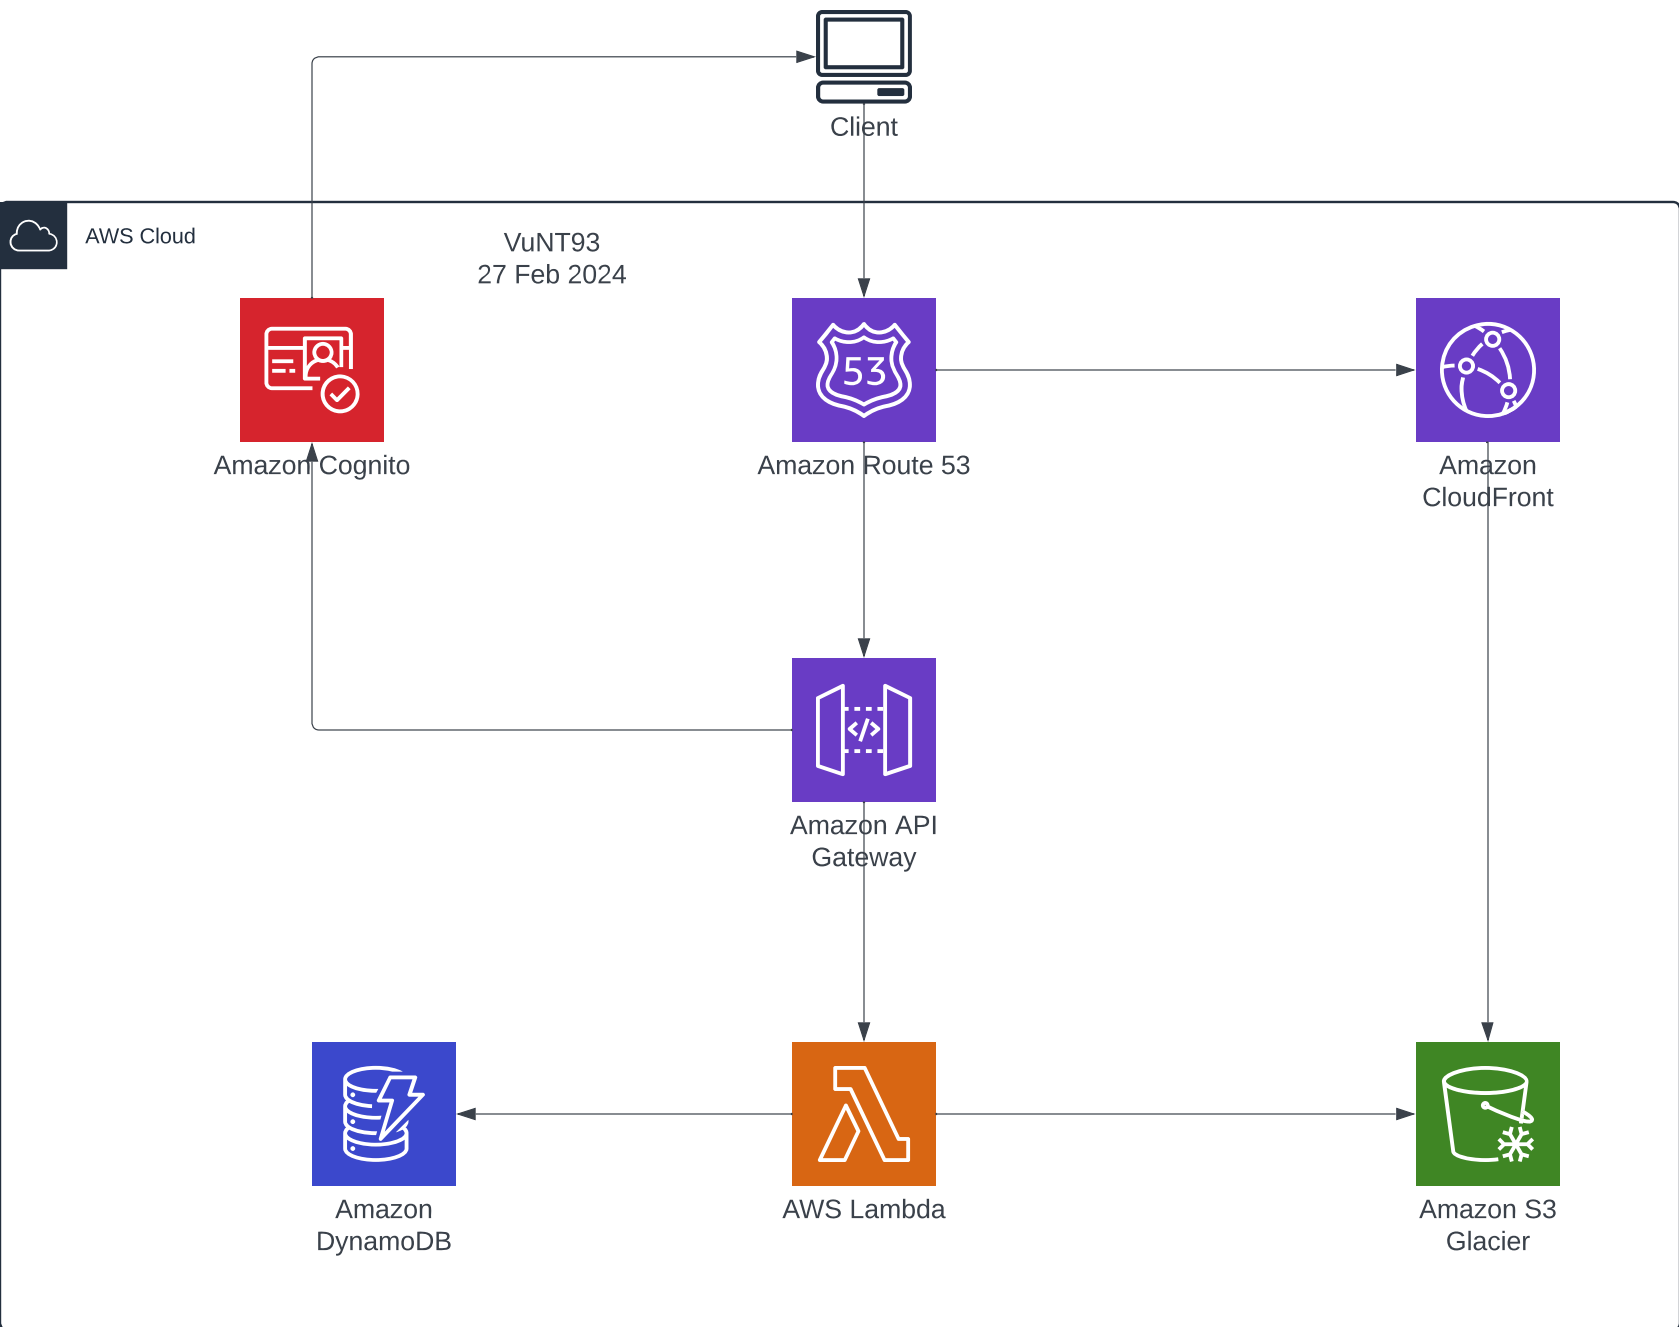 Client
AWS Cloud
VuNT93
27 Feb 2024
53
Amazon Cognito
Amazon Route 53
Amazon
CloudFront
</>
Amazon API
Gateway
Amazon
DynamoDB
AWS Lambda
Amazon S3
Glacier